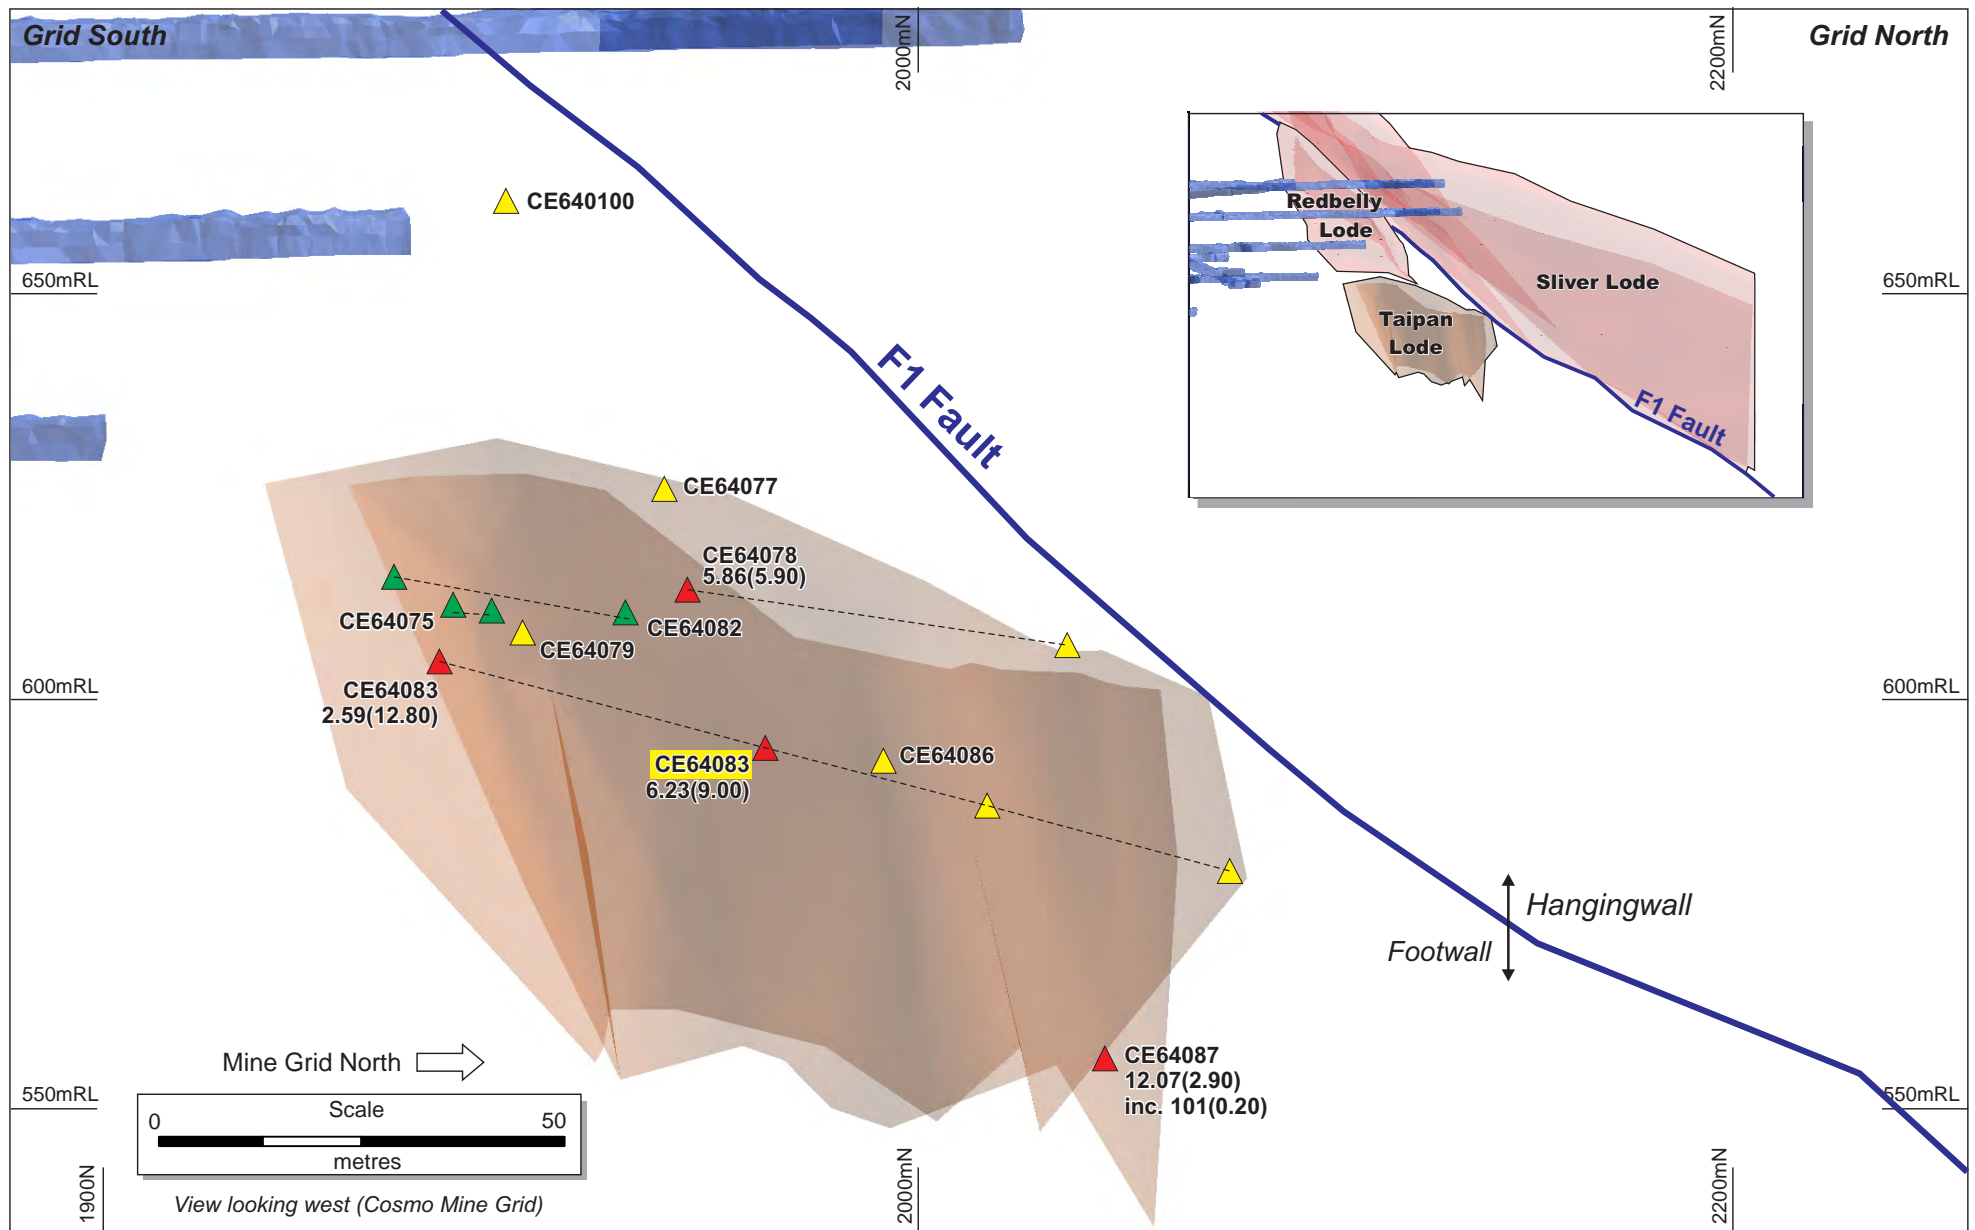 Grid South
2000mN
2200mN
Grid North
CE640100
Redbelly
Lode
650mRL
650mRL
Sliver Lode
Taipan
Lode
F1 Fault
F1 Fault
CE64077
CE64078
5.86(5.90)
CE64075
CE64082
CE64079
CE64083
2.59(12.80)
600mRL
600mRL
CE64083
6.23(9.00)
CE64086
Hangingwall
Footwall
Mine Grid North
CE64087
12.07(2.90)
inc. 101(0.20)
550mRL
550mRL
Scale
0
50
metres
1900N
View looking west (Cosmo Mine Grid)
2000mN
2200mN